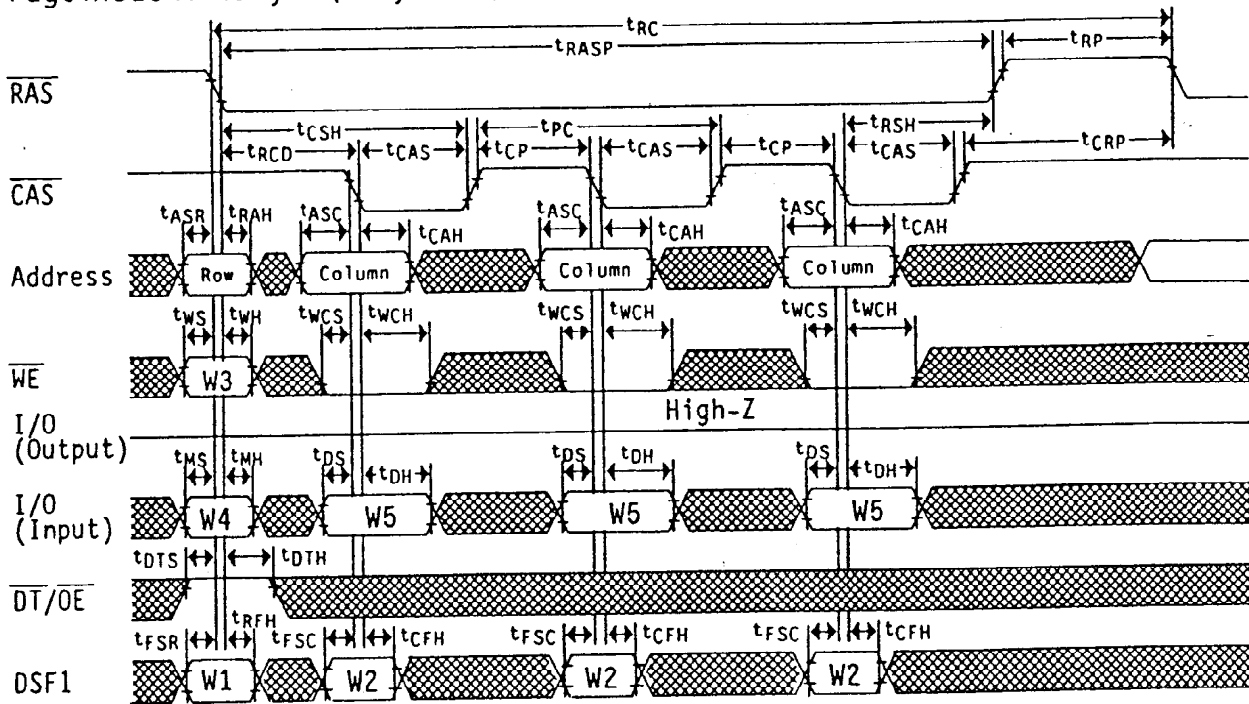 tRC
tRASP
tRP
RAS
tCSH
tPC
tRSH
tRCD
tCAS
tCP
tCAS
tCP
tCAS
tCRP
CAS
tASR
tRAH
tASC
tCAH
tASC
tCAH
tASC
tCAH
Address
Row
Column
Column
Column
tWS
tWH
tWCS
tWCH
tWCS
tWCH
tWCS
tWCH
WE
W3
High-Z
I/O
(Output)
tMS
tMH
tDS
tDH
tDS
tDH
tDS
tDH
I/O
(Input)
W4
W5
W5
W5
tDTS
tDTH
DT/OE
tRFH
tFSR
tFSC
tCFH
tFSC
tCFH
tFSC
tCFH
DSF1
W1
W2
W2
W2